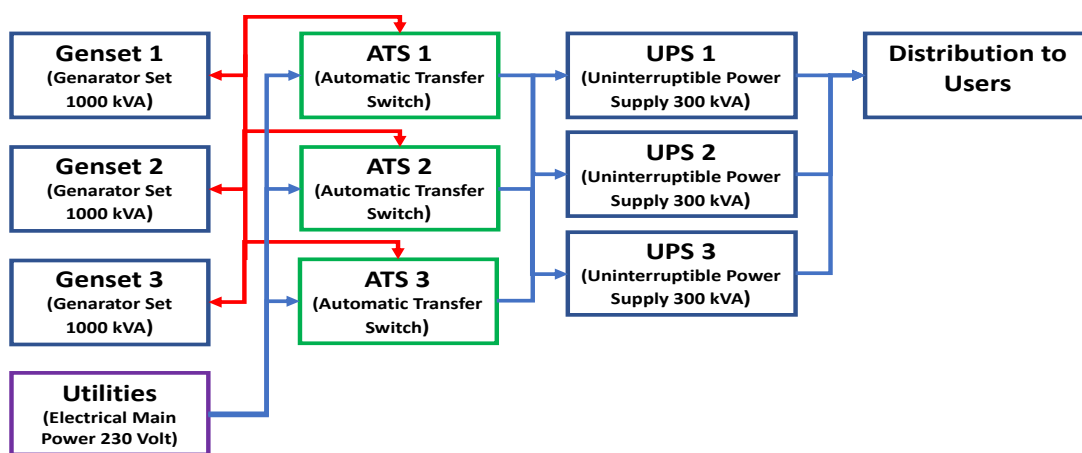 Genset 1
(Genarator Set
1000 kVA)
ATS 1
(Automatic Transfer
Switch)
UPS 1
(Uninterruptible Power
Supply 300 kVA)
Distribution to
Users
Genset 2
(Genarator Set
1000 kVA)
ATS 2
(Automatic Transfer
Switch)
UPS 2
(Uninterruptible Power
Supply 300 kVA)
Genset 3
(Genarator Set
1000 kVA)
ATS 3
(Automatic Transfer
Switch)
UPS 3
(Uninterruptible Power
Supply 300 kVA)
Utilities
(Electrical Main
Power 230 Volt)